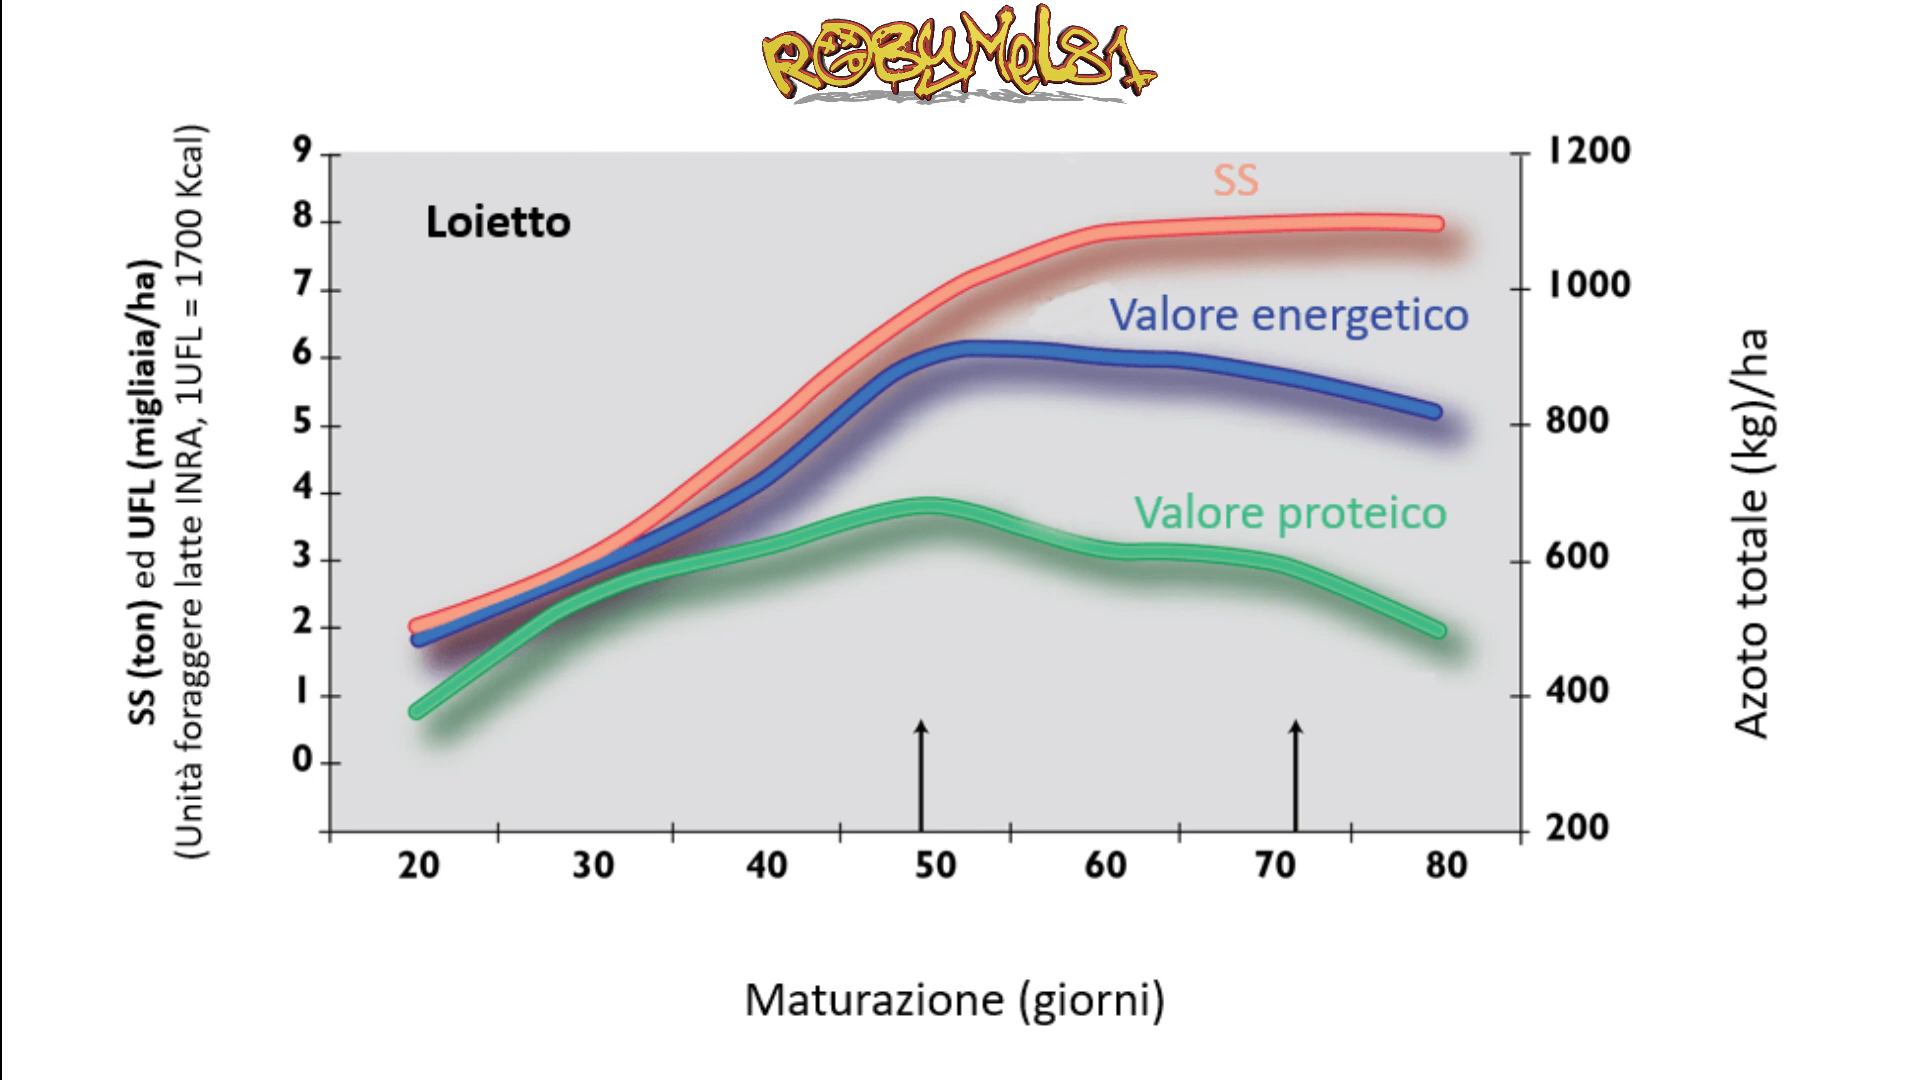 RobyMel81
SS (ton) ed UFL (migliaia/ha)
(Unità foraggere latte INRA, 1UFL = 1700 Kcal)
9
8
7
6
5
4
3
2
1
0
Loietto
SS
Valore energetico
Valore proteico
1200
1000
800
600
400
200
Azoto totale (kg)/ha
20 30 40 50 60 70 80
Maturazione (giorni)